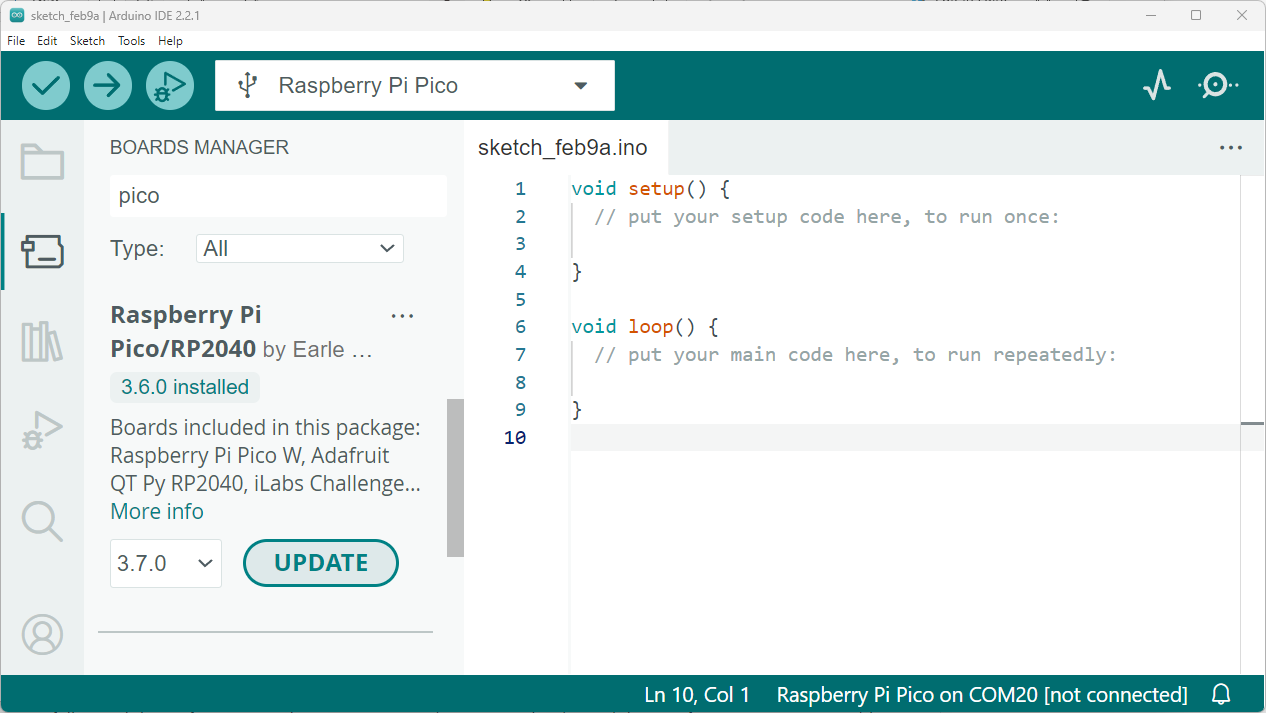 sketch_feb9a | Arduino IDE 2.2.1
File Edit Sketch Tools Help
Raspberry Pi Pico
BOARDS MANAGER
pico
Type: All
Raspberry Pi
Pico/RP2040 by Earle ...
3.6.0 installed
Boards included in this package:
Raspberry Pi Pico W, Adafruit
QT Py RP2040, iLabs Challenge...
More info
3.7.0 UPDATE
sketch_feb9a.ino
1 void setup() {
2 // put your setup code here, to run once:
3
4 }
5
6 void loop() {
7 // put your main code here, to run repeatedly:
8
9 }
10
Ln 10, Col 1 Raspberry Pi Pico on COM20 [not connected]